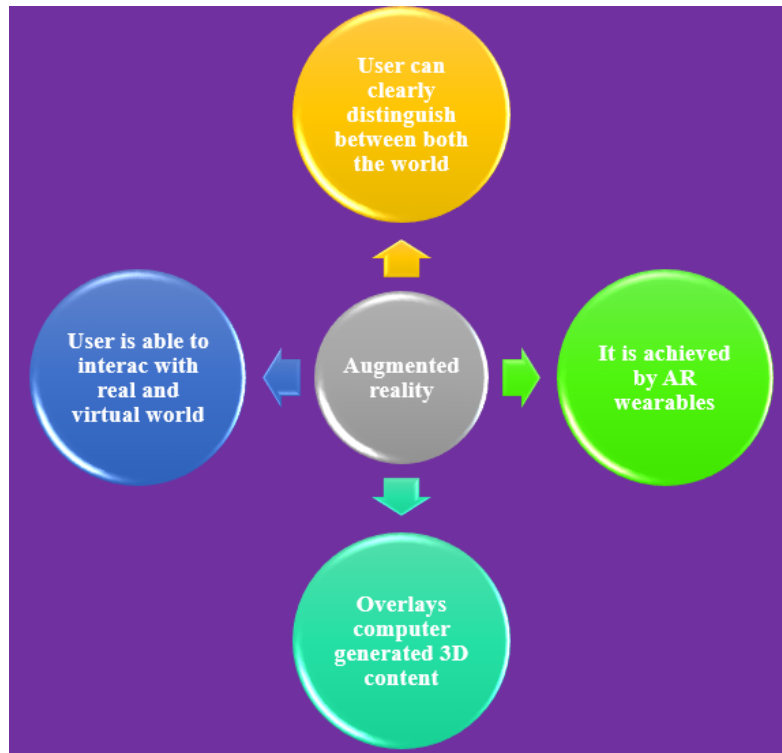 User can
clearly
distinguish
between both
the world
User is able to
interac with
real and
virtual world
Augmented
reality
It is achieved
by AR
wearables
Overlays
computer
generated 3D
content